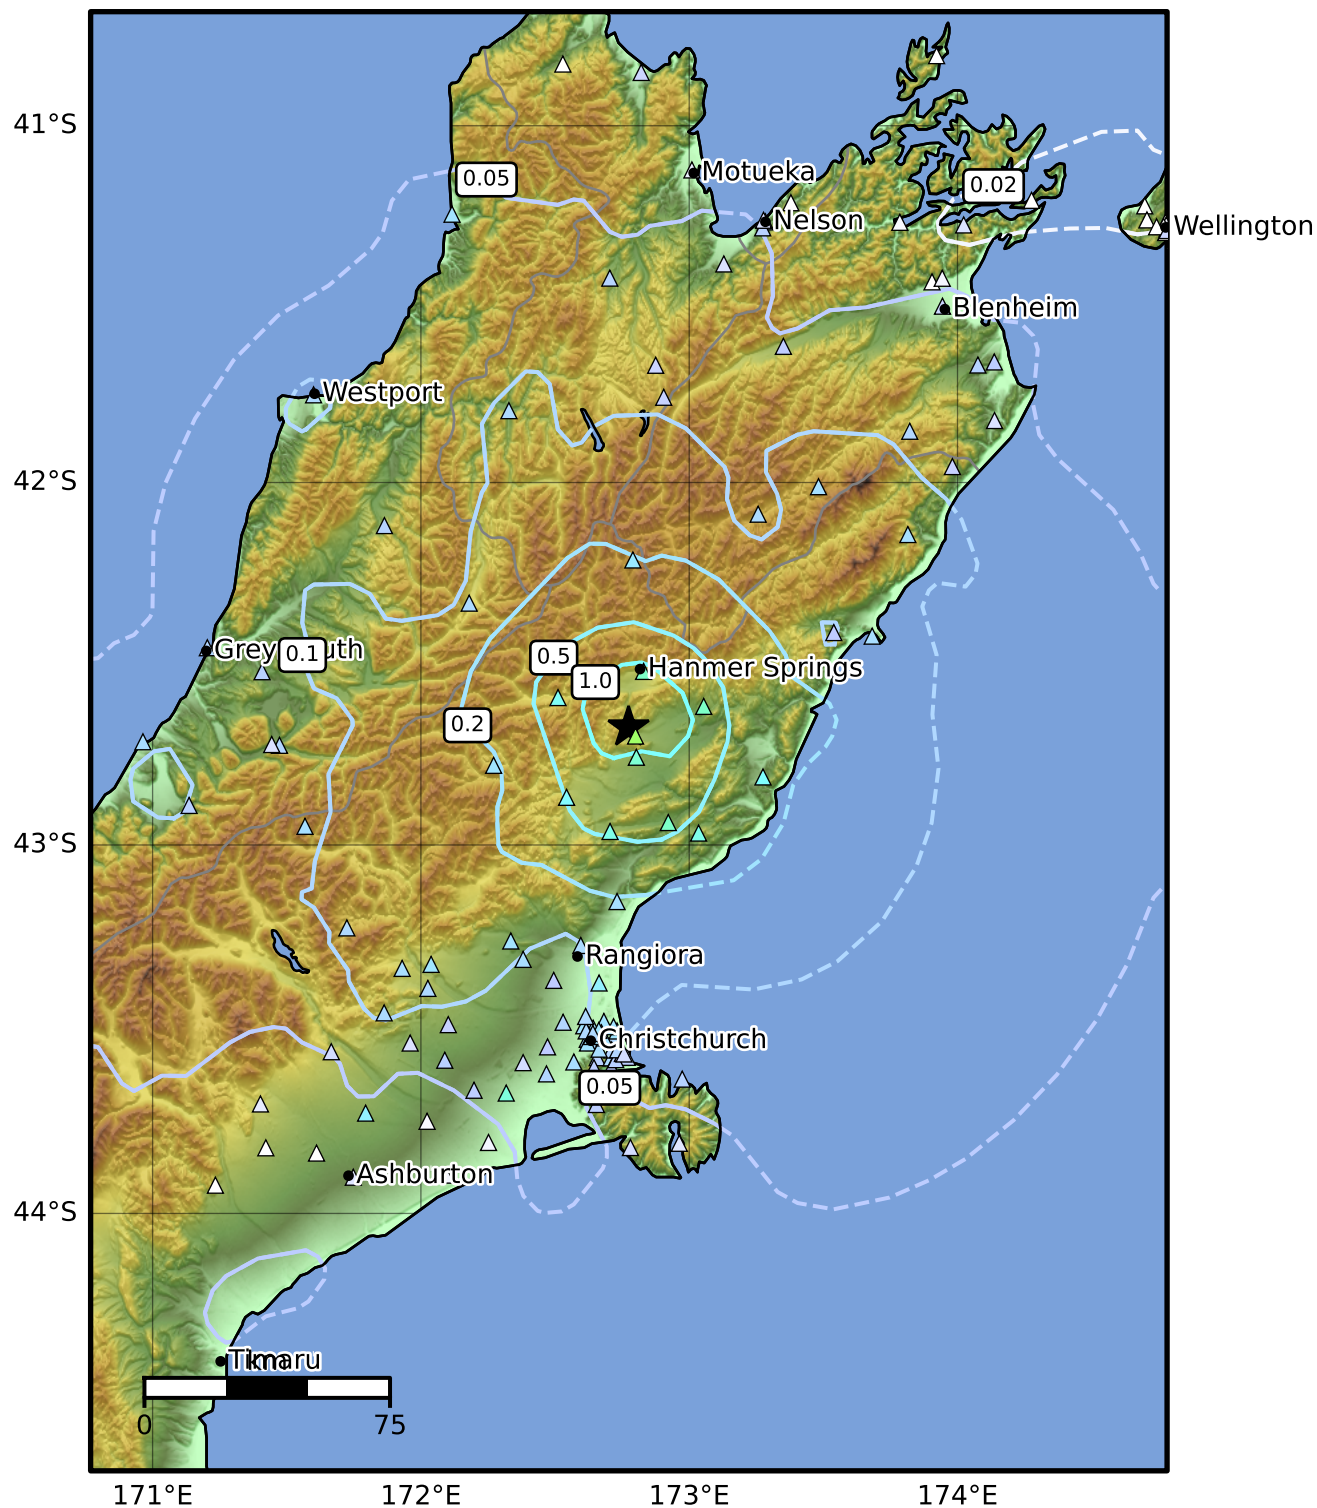 41°S
Motueka
0.05
0.02
Nelson
Wellington
Blenheim
Westport
42°S
Greymouth
0.1
0.5
Hanmer Springs
1.0
0.2
43°S
Rangiora
Christchurch
0.05
Ashburton
44°S
Timaru
km
0
75
171°E
172°E
173°E
174°E